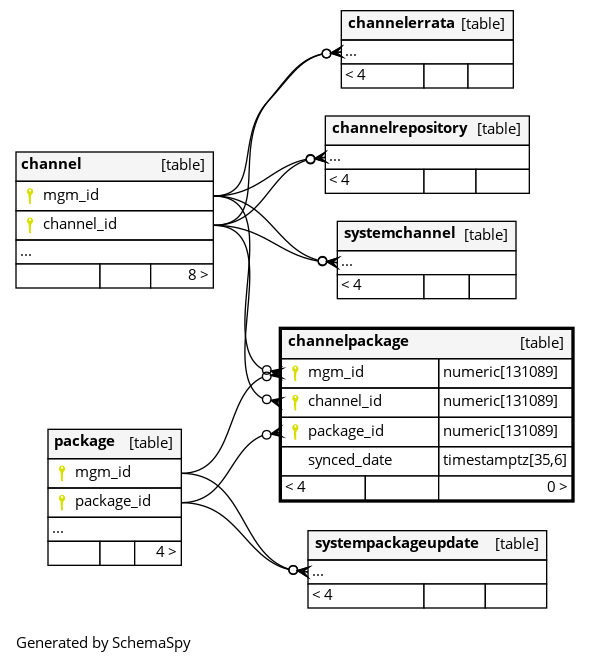 channelerrata [table]
...
< 4
channelrepository [table]
...
< 4
channel [table]
mgm_id
channel_id
...
8 >
systemchannel [table]
...
< 4
channelpackage [table]
mgm_id numeric[131089]
channel_id numeric[131089]
package_id numeric[131089]
synced_date timestamptz[35,6]
< 4 0 >
package [table]
mgm_id
package_id
...
4 >
systempackageupdate [table]
...
< 4
Generated by SchemaSpy